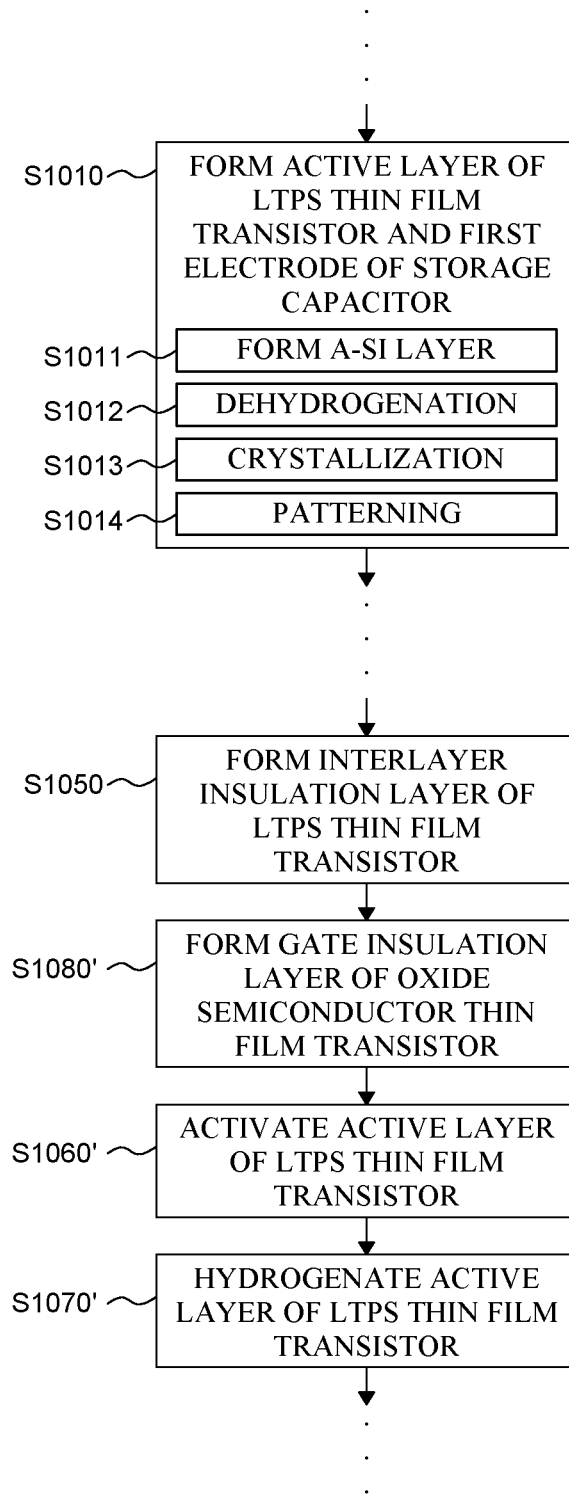 S1010
FORM ACTIVE LAYER OF
LTPS THIN FILM
TRANSISTOR AND FIRST
ELECTRODE OF STORAGE
CAPACITOR
S1011
FORM A-SI LAYER
S1012
DEHYDROGENATION
S1013
CRYSTALLIZATION
S1014
PATTERNING
S1050
FORM INTERLAYER
INSULATION LAYER OF
LTPS THIN FILM
TRANSISTOR
S1080'
FORM GATE INSULATION
LAYER OF OXIDE
SEMICONDUCTOR THIN
FILM TRANSISTOR
S1060'
ACTIVATE ACTIVE LAYER
OF LTPS THIN FILM
TRANSISTOR
S1070'
HYDROGENATE ACTIVE
LAYER OF LTPS THIN FILM
TRANSISTOR